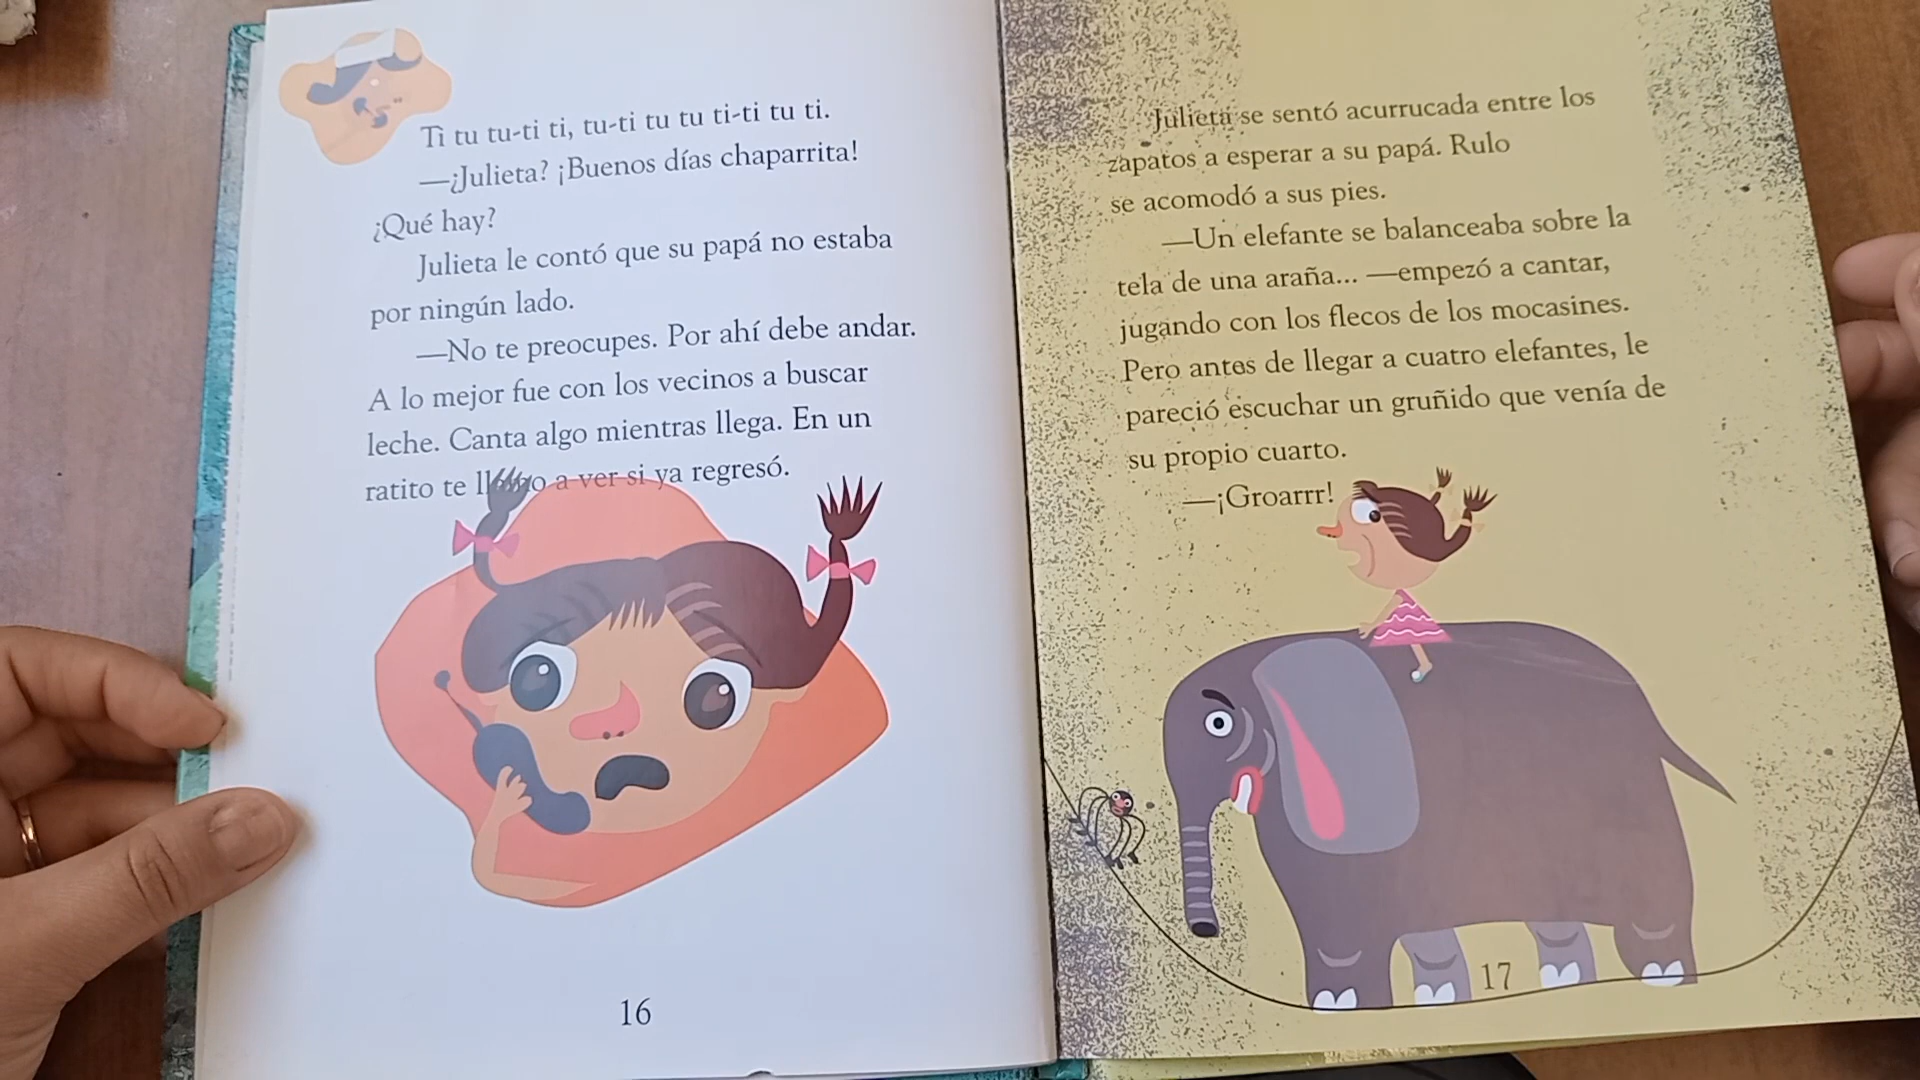 Ti tu tu-ti ti, tu-ti tu tu ti-ti tu ti.
—¿Julieta? ¡Buenos días chaparrita!
¿Qué hay?
Julieta le contó que su papá no estaba
por ningún lado.
—No te preocupes. Por ahí debe andar.
A lo mejor fue con los vecinos a buscar
leche. Canta algo mientras llega. En un
ratito te llamo a ver si ya regresó.
16
Julieta se sentó acurrucada entre los
zapatos a esperar a su papá. Rulo
se acomodó a sus pies.
—Un elefante se balanceaba sobre la
tela de una araña... —empezó a cantar,
jugando con los flecos de los mocasines.
Pero antes de llegar a cuatro elefantes, le
pareció escuchar un gruñido que venía de
su propio cuarto.
—¡Groarrr!
17